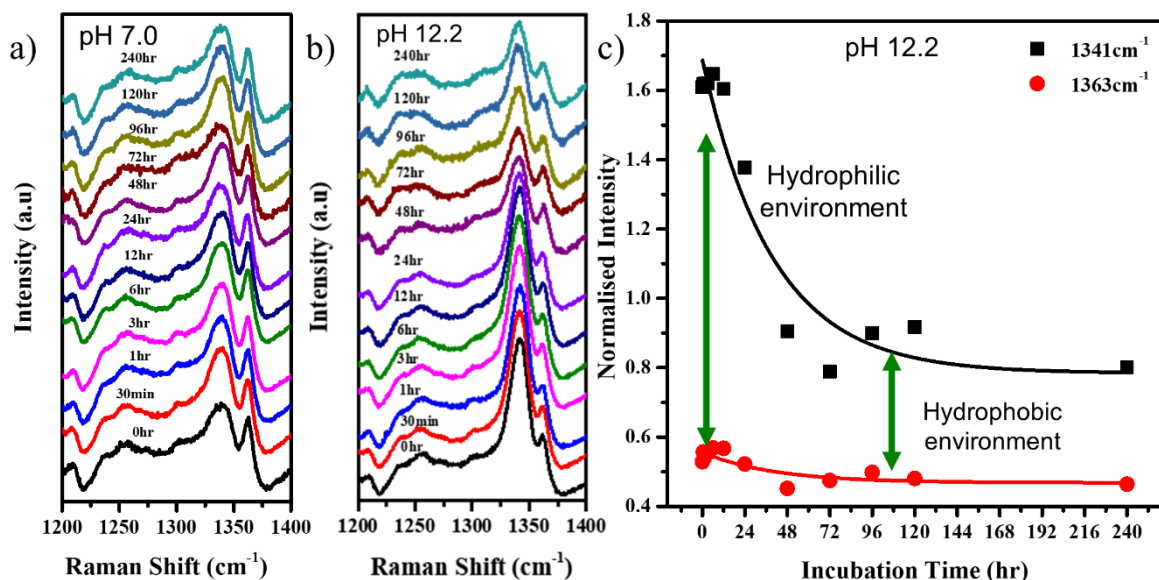 a)
pH 7.0
240hr
120hr
96hr
72hr
48hr
24hr
12hr
6hr
3hr
1hr
30min
0hr
Intensity (a.u)
1200 1250 1300 1350 1400
Raman Shift (cm-1)
b)
pH 12.2
240hr
120hr
96hr
72hr
48hr
24hr
12hr
6hr
3hr
1hr
30min
0hr
Intensity (a.u)
1200 1250 1300 1350 1400
Raman Shift (cm-1)
c)
pH 12.2
1341cm-1
1363cm-1
Hydrophilic
environment
Hydrophobic
environment
Normalised Intensity
1.8
1.6
1.4
1.2
1.0
0.8
0.6
0.4
0 24 48 72 96 120 144 168 192 216 240
Incubation Time (hr)